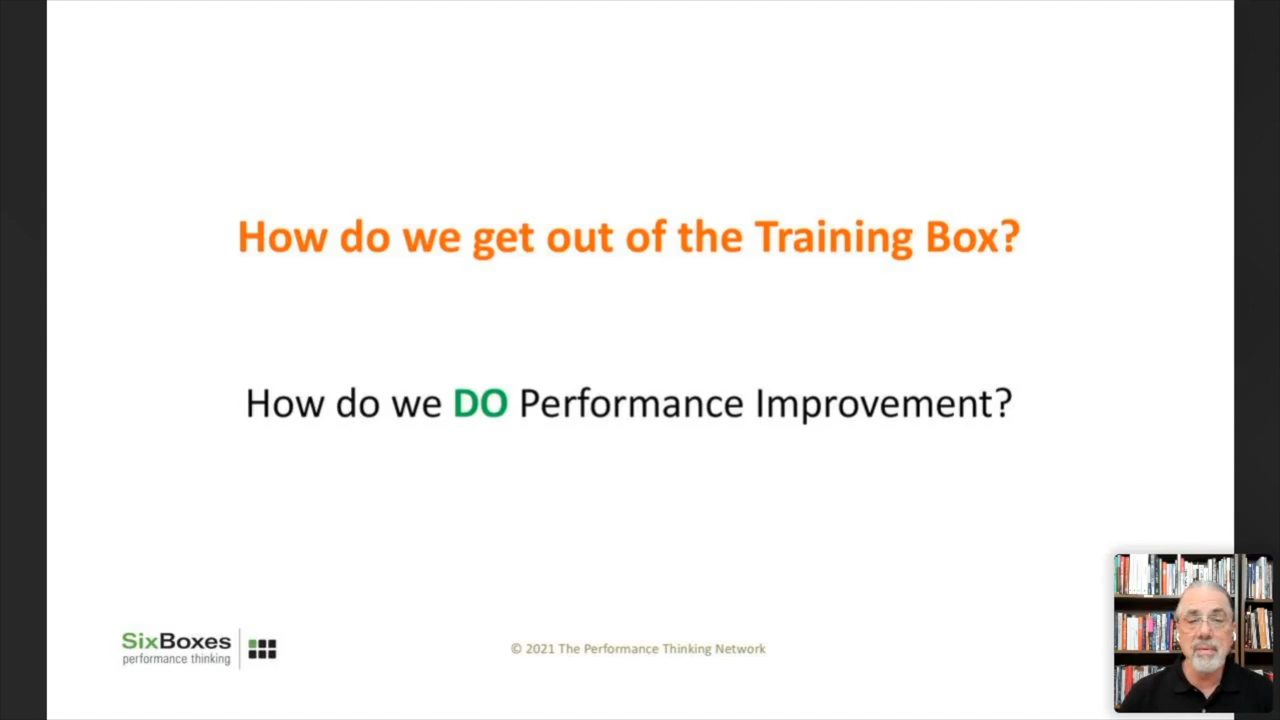 How do we get out of the Training Box?
How do we DO Performance Improvement?
SixBoxes
performance thinking
© 2021 The Performance Thinking Network